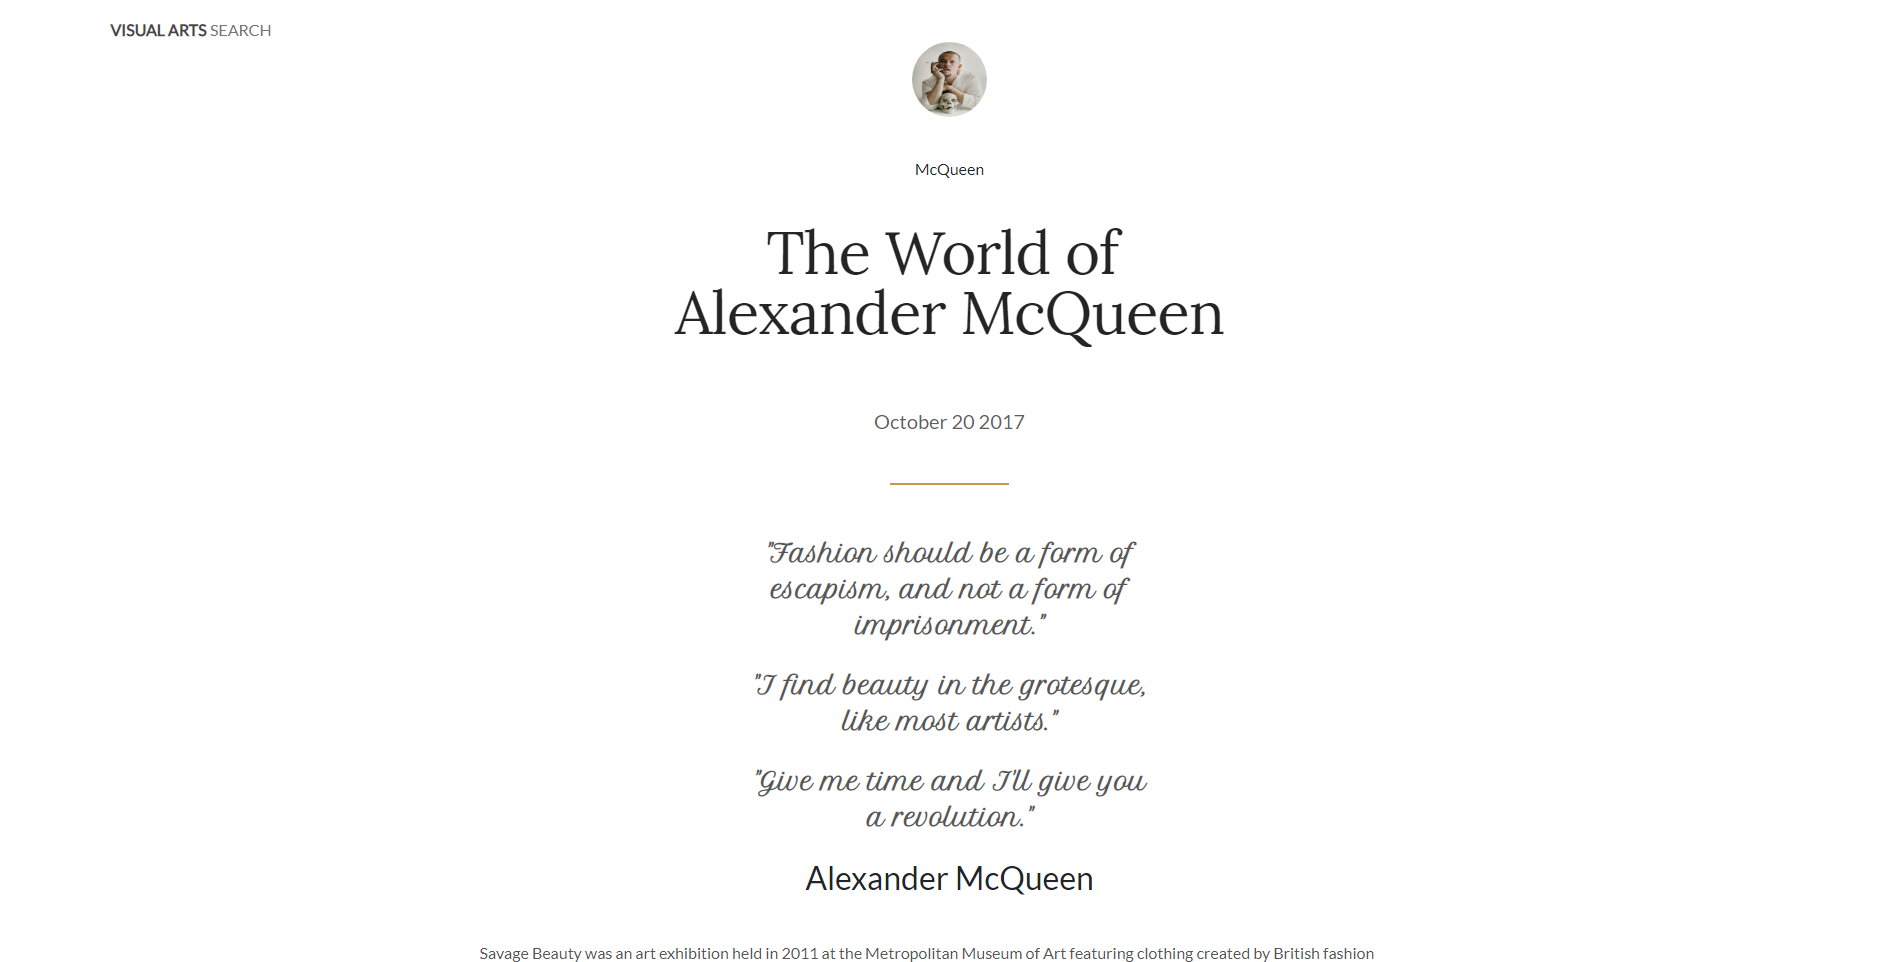 VISUAL ARTS SEARCH
McQueen
The World of
Alexander McQueen
October 20 2017
"Fashion should be a form of
escapism, and not a form of
imprisonment."
"I find beauty in the grotesque,
like most artists."
"Give me time and I'll give you
a revolution."
Alexander McQueen
Savage Beauty was an art exhibition held in 2011 at the Metropolitan Museum of Art featuring clothing created by British fashion